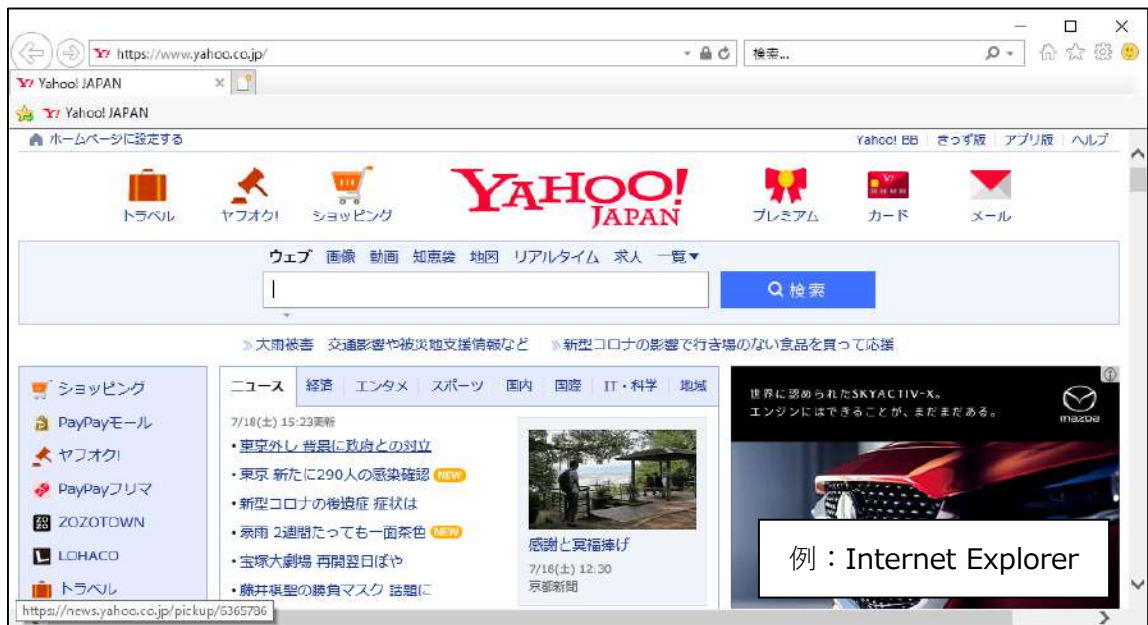 https://www.yahoo.co.jp/
検索...
Yahoo! JAPAN
Yahoo! JAPAN
ホームページに設定する
Yahoo! BB きっず版 アプリ版 ヘルプ
トラベル ヤフオク! ショッピング YAHOO! JAPAN プレミアム カード メール
ウェブ 画像 動画 知恵袋 地図 リアルタイム 求人 一覧▼
検索
大雨被害 交通影響や被災地支援情報など
新型コロナの影響で行き場のない食品を買って応援
ショッピング
PayPayモール
ヤフオク!
PayPayフリマ
ZOZOTOWN
LOHACO
トラベル
ニュース 経済 エンタメ スポーツ 国内 国際 IT・科学 地域
7/18(土) 15:23更新
・東京外し 背景に政府との対立
・東京 新たに290人の感染確認 NEW
・新型コロナの後遺症 症状は
・豪雨 2週間たっても一面茶色 NEW
・宝塚大劇場 再開翌日ぼや
・藤井棋聖の勝負マスク 話題に
感謝と冥福捧げ
7/18(土) 12:30
京都新聞
世界に認められたSKYACTIV-X。
エンジンにはできることが、まだまだある。
mazda
例：Internet Explorer
https://news.yahoo.co.jp/pickup/6365786